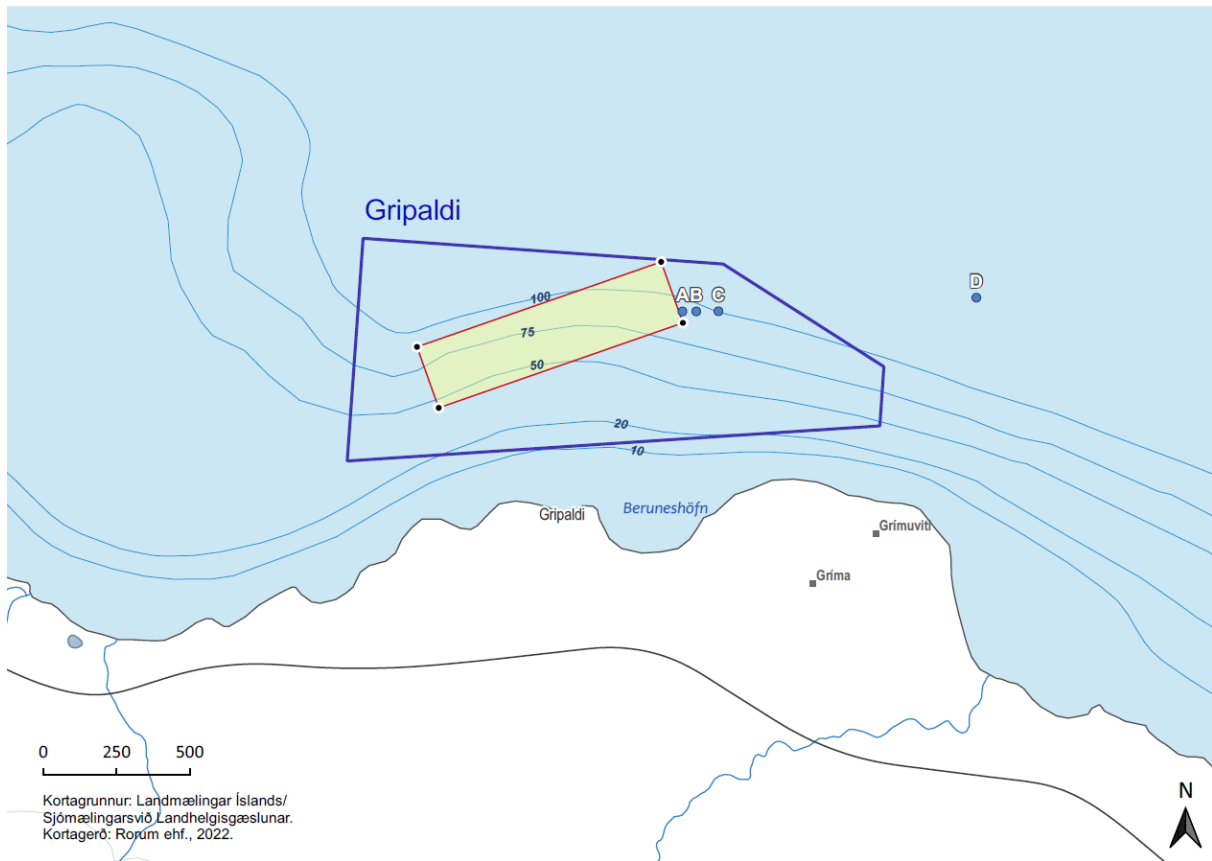 Gripaldi
D
100
A B C
75
50
20
10
Gripaldi
Beruneshöfn
Grímuviti
Gríma
0 250 500
Kortagrunnur: Landmælingar Íslands/
Sjómælingarsvið Landhelgisgæslunar.
Kortagerð: Rorum ehf., 2022.
N